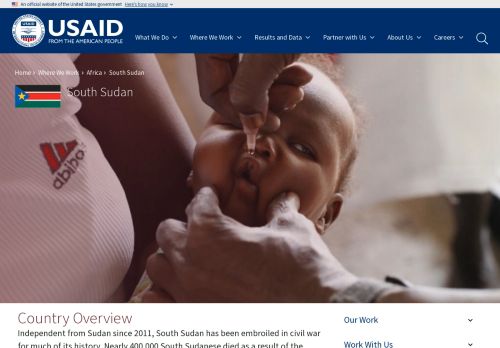 An official website of the United States government Here's how you know
USAID
FROM THE AMERICAN PEOPLE
What We Do Where We Work Results and Data Partner with Us About Us Careers
Home › Where We Work › Africa › South Sudan
South Sudan
adidas
Country Overview
Independent from Sudan since 2011, South Sudan has been embroiled in civil war
for much of its history. Nearly 400,000 South Sudanese died as a result of the
Our Work
Work With Us